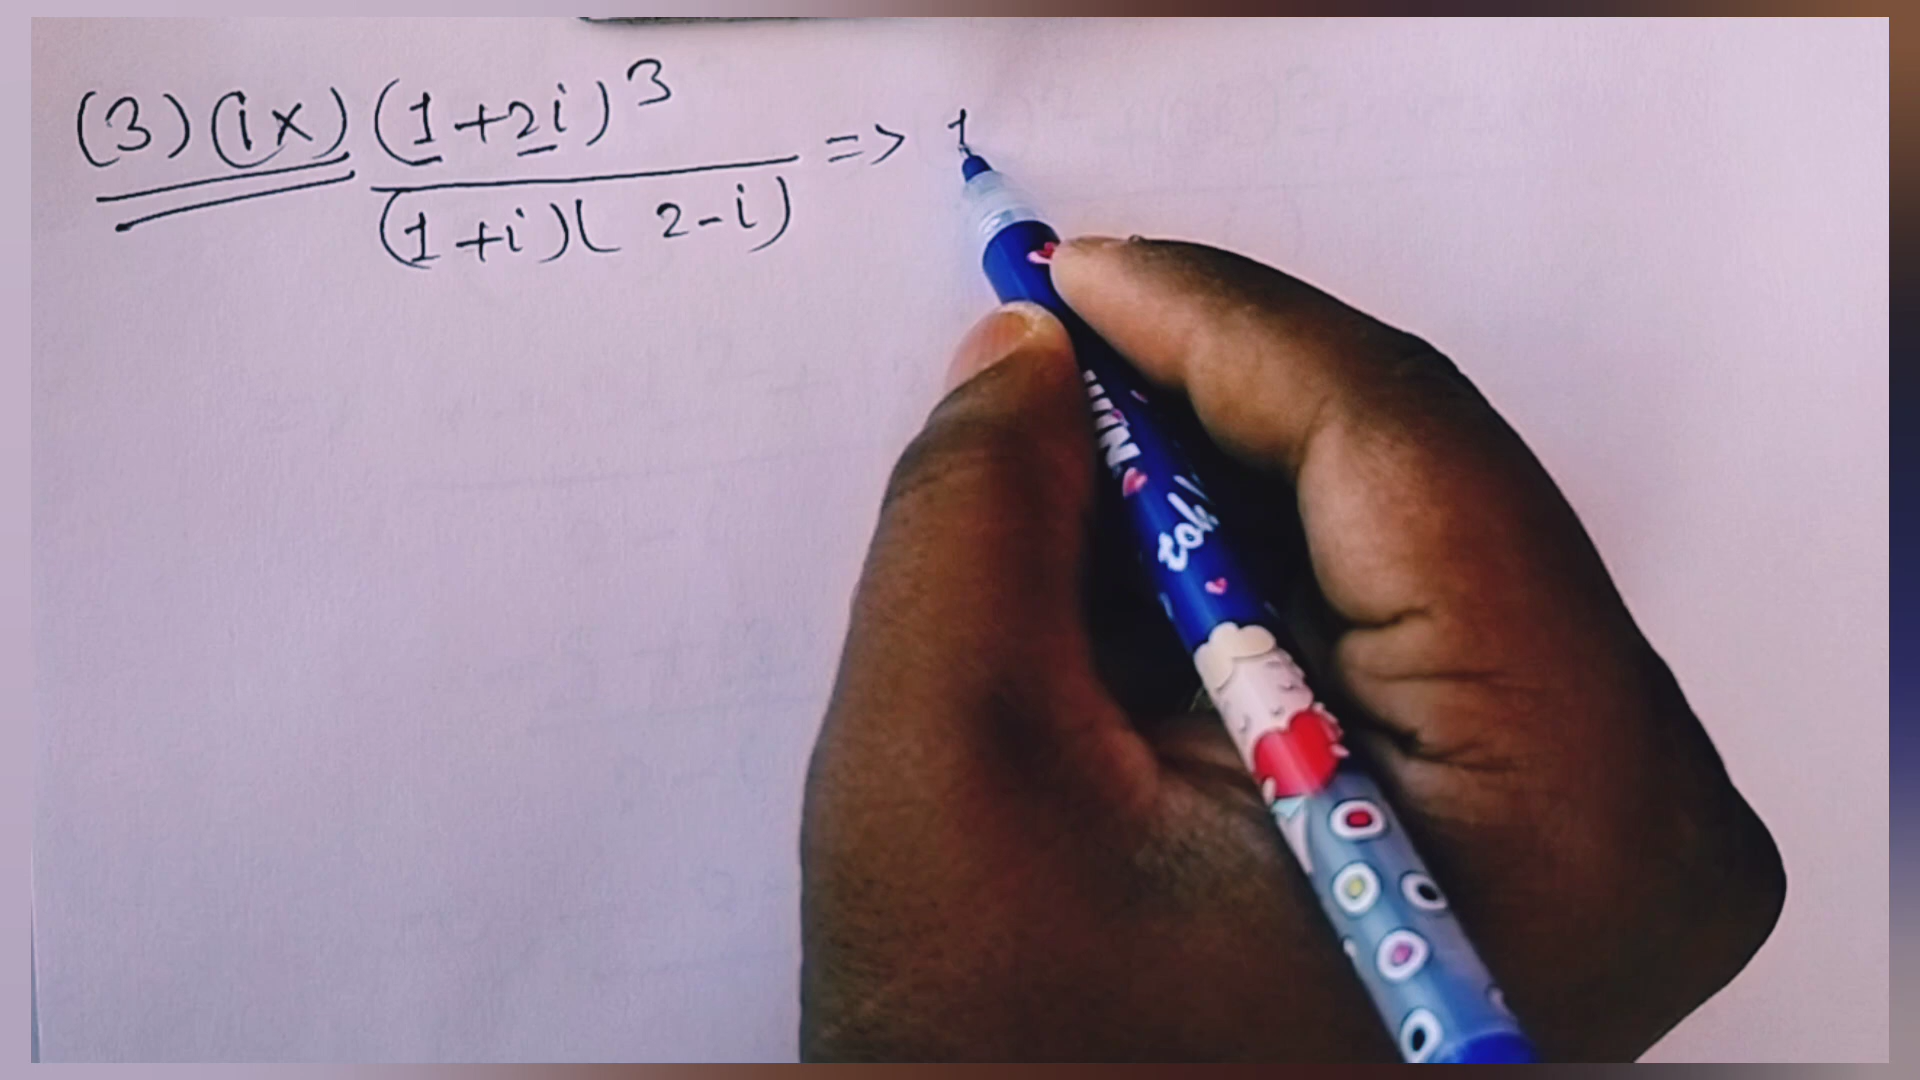 (3) (ix) (1+2i)³ => 1
(1+i)( 2-i)